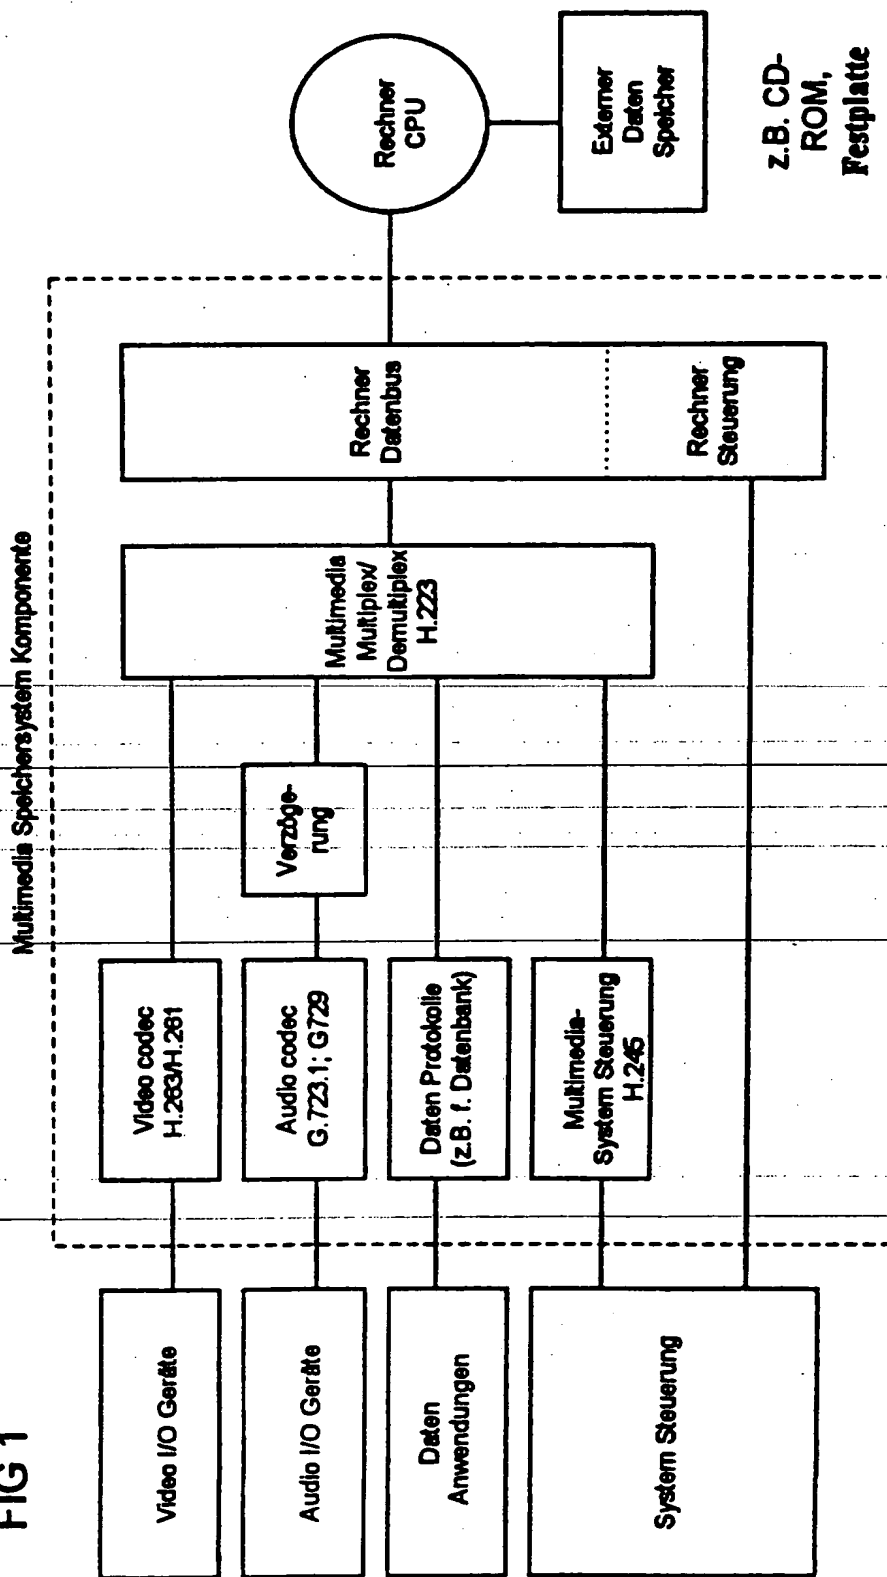 FIG 1
Multimedia Speichersystem Komponente
Video I/O Geräte
Video codec
H.263/H.261
Audio I/O Geräte
Audio codec
G.723.1; G729
Verzöge-
rung
Daten
Anwendungen
Daten Protokolle
(z.B. f. Datenbank)
System Steuerung
Multimedia-
System Steuerung
H.245
Multimedia
Multiplex/
Demultiplex
H.223
Rechner
Datenbus
Rechner
Steuerung
Rechner
CPU
Externer
Daten
Speicher
z.B. CD-
ROM,
Festplatte